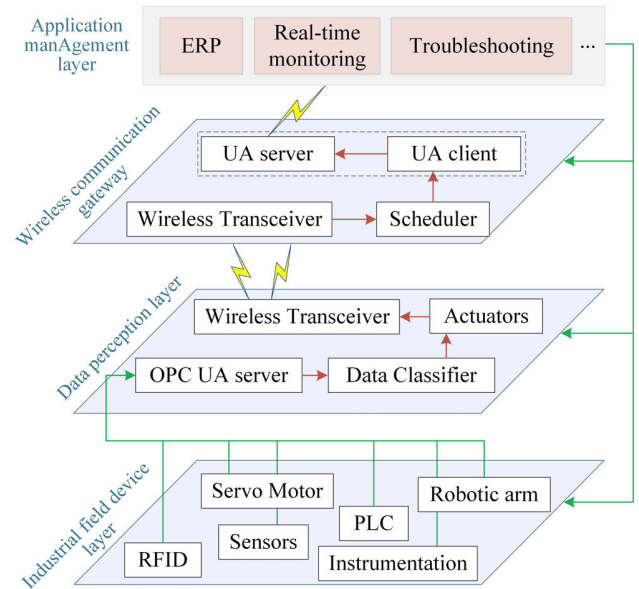 Application
manAgement
layer
ERP
Real-time
monitoring
Troubleshooting
...
Wireless communication
gateway
UA server
UA client
Wireless Transceiver
Scheduler
Data perception layer
Wireless Transceiver
Actuators
OPC UA server
Data Classifier
Industrial field device
layer
Servo Motor
Robotic arm
Sensors
PLC
RFID
Instrumentation